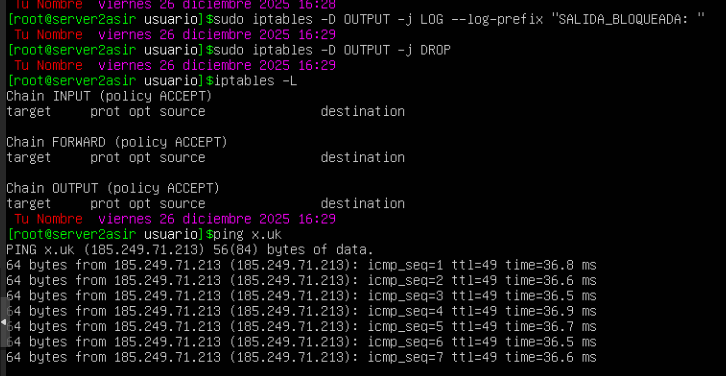 Tu Nombre viernes 26 diciembre 2025 16:28
[root@server2asir usuario]$sudo iptables -D OUTPUT -j LOG --log-prefix "SALIDA_BLOQUEADA: "
Tu Nombre viernes 26 diciembre 2025 16:29
[root@server2asir usuario]$sudo iptables -D OUTPUT -j DROP
Tu Nombre viernes 26 diciembre 2025 16:29
[root@server2asir usuario]$iptables -L
Chain INPUT (policy ACCEPT)
target prot opt source destination
Chain FORWARD (policy ACCEPT)
target prot opt source destination
Chain OUTPUT (policy ACCEPT)
target prot opt source destination
Tu Nombre viernes 26 diciembre 2025 16:29
[root@server2asir usuario]$ping x.uk
PING x.uk (185.249.71.213) 56(84) bytes of data.
64 bytes from 185.249.71.213 (185.249.71.213): icmp_seq=1 ttl=49 time=36.8 ms
64 bytes from 185.249.71.213 (185.249.71.213): icmp_seq=2 ttl=49 time=36.6 ms
64 bytes from 185.249.71.213 (185.249.71.213): icmp_seq=3 ttl=49 time=36.5 ms
64 bytes from 185.249.71.213 (185.249.71.213): icmp_seq=4 ttl=49 time=36.9 ms
64 bytes from 185.249.71.213 (185.249.71.213): icmp_seq=5 ttl=49 time=36.7 ms
64 bytes from 185.249.71.213 (185.249.71.213): icmp_seq=6 ttl=49 time=36.5 ms
64 bytes from 185.249.71.213 (185.249.71.213): icmp_seq=7 ttl=49 time=36.6 ms